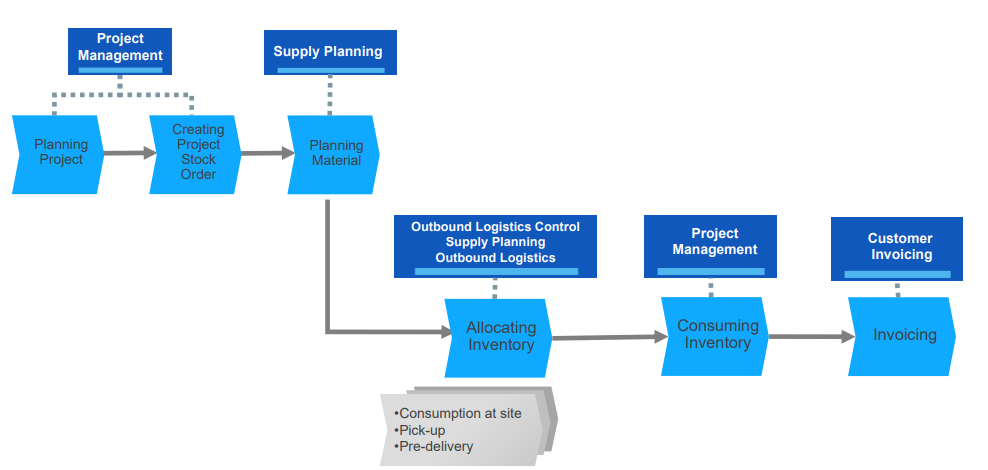 Project
Management
Supply Planning
Planning
Project
Creating
Project
Stock
Order
Planning
Material
Outbound Logistics Control
Supply Planning
Outbound Logistics
Project
Management
Customer
Invoicing
Allocating
Inventory
Consuming
Inventory
Invoicing
•Consumption at site
•Pick-up
•Pre-delivery